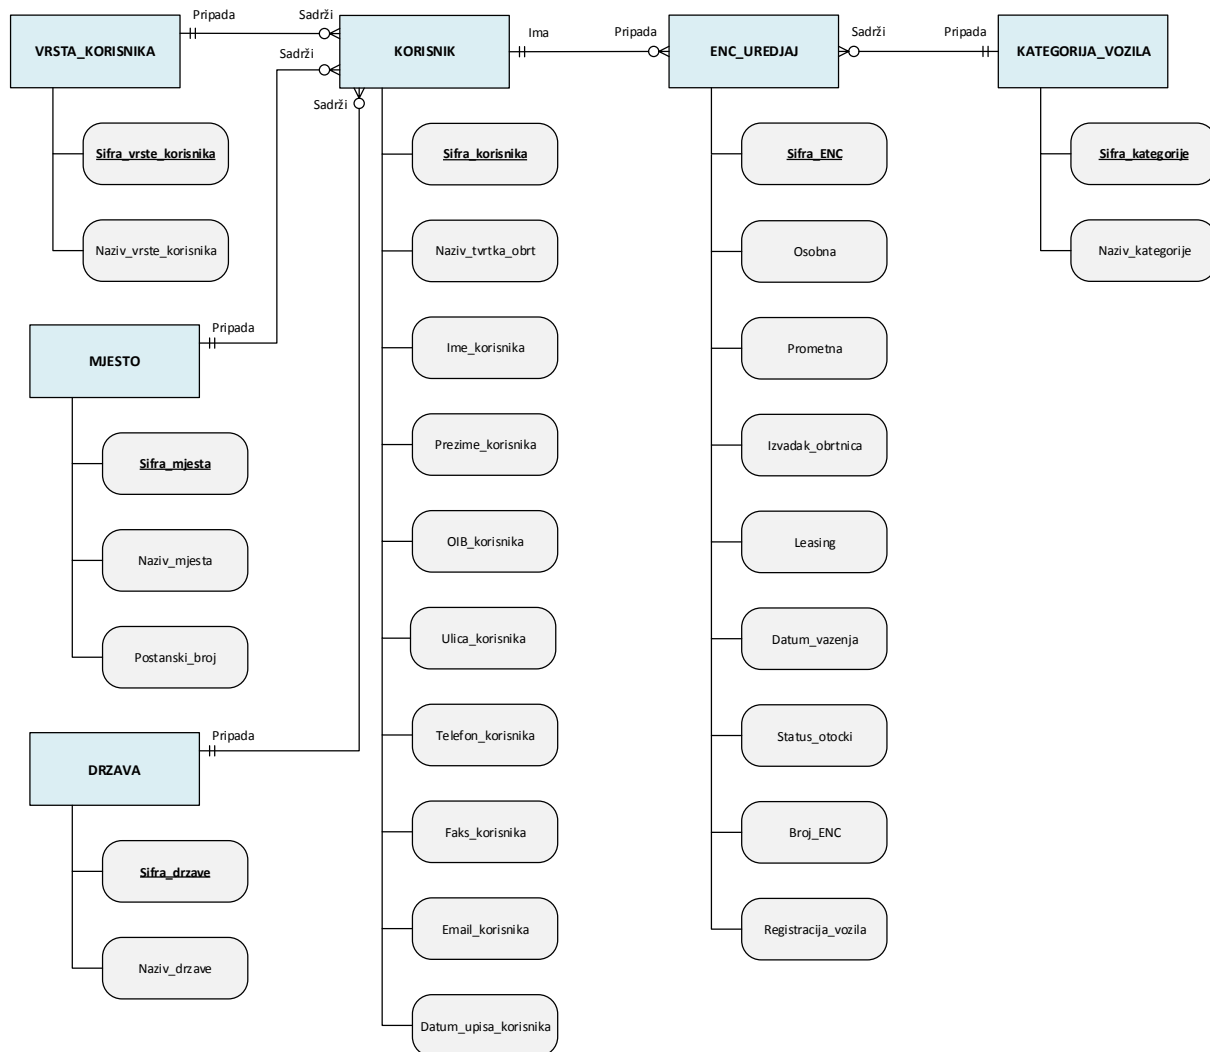 Pripada
Sadrži
VRSTA_KORISNIKA
Sadrži
KORISNIK
Ima
Pripada
ENC_UREDJAJ
Sadrži
Pripada
KATEGORIJA_VOZILA
Sadrži
Sifra_vrste_korisnika
Naziv_vrste_korisnika
Pripada
MJESTO
Sifra_mjesta
Naziv_mjesta
Postanski_broj
Pripada
DRZAVA
Sifra_drzave
Naziv_drzave
Sifra_korisnika
Naziv_tvrtka_obrt
Ime_korisnika
Prezime_korisnika
OIB_korisnika
Ulica_korisnika
Telefon_korisnika
Faks_korisnika
Email_korisnika
Datum_upisa_korisnika
Sifra_ENC
Osobna
Prometna
Izvadak_obrtnica
Leasing
Datum_vazenja
Status_otocki
Broj_ENC
Registracija_vozila
Sifra_kategorije
Naziv_kategorije